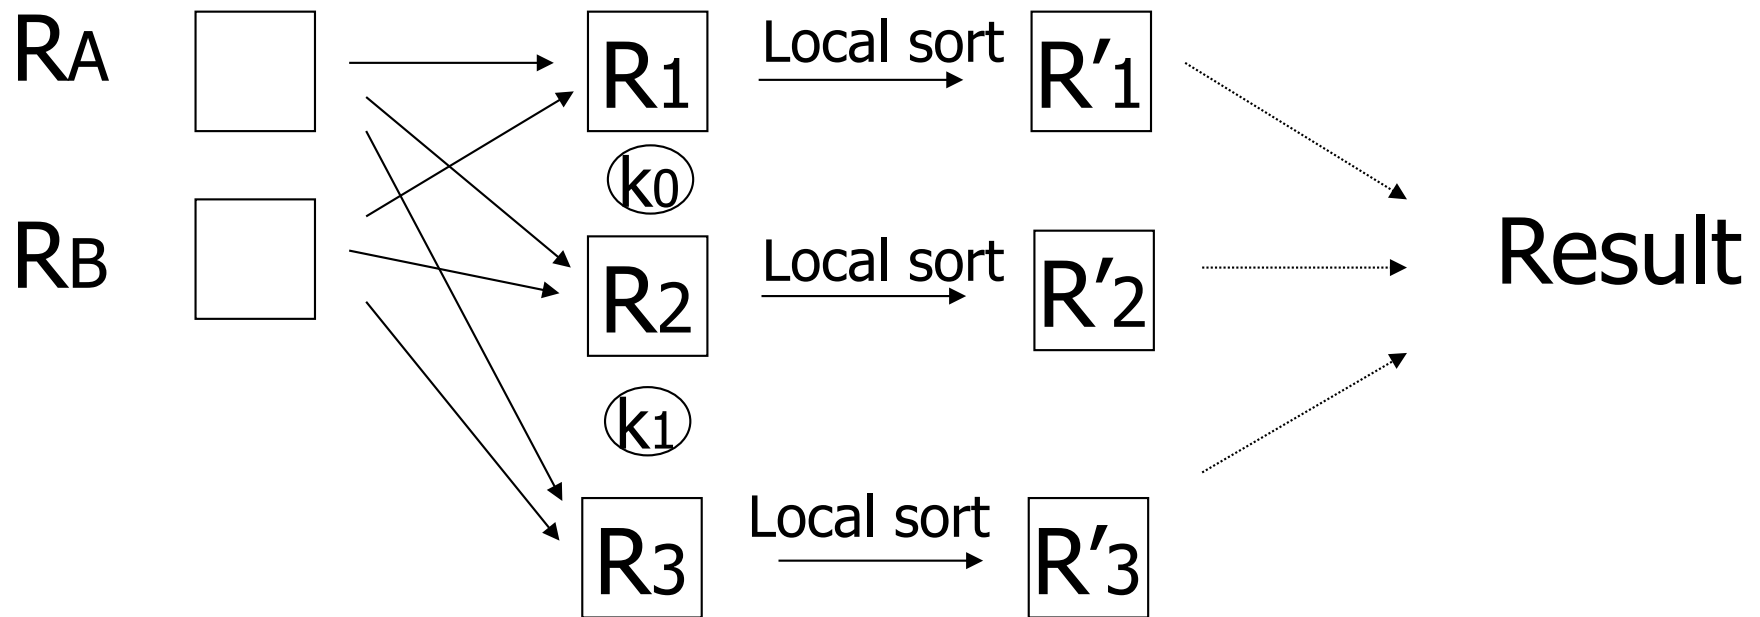 RA
R1
Local sort
R'1
k0
RB
R2
Local sort
R'2
Result
k1
R3
Local sort
R'3